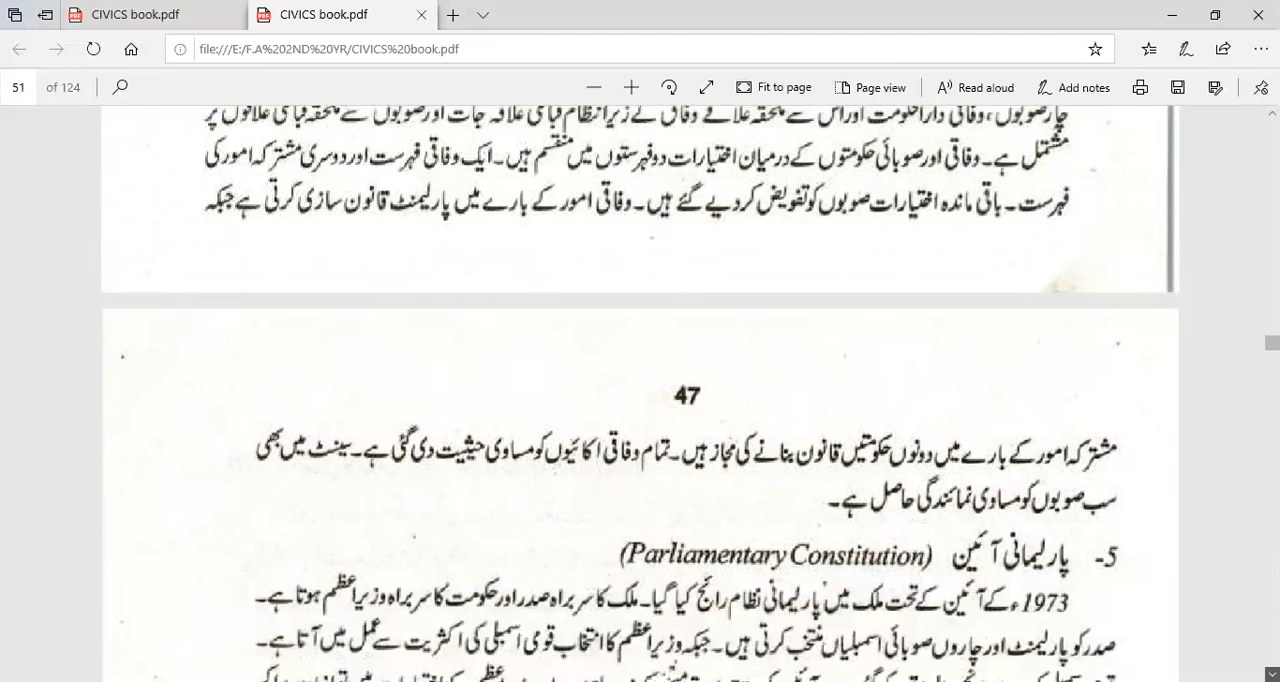 CIVICS book.pdf
CIVICS book.pdf
file:///E:/F.A%202ND%20YR/CIVICS%20book.pdf
51 of 124
Fit to page
Page view
Read aloud
Add notes
چار صوبوں، وفاقی دارالحکومت اور اس سے ملحقہ علاقے وفاق کے زیر انتظام قبائلی علاقہ جات اور صوبوں سے ملحقہ قبائلی علاقوں پر
مشتمل ہے۔ وفاقی اور صوبائی حکومتوں کے درمیان اختیارات دو فہرستوں میں منقسم ہیں۔ ایک وفاقی فہرست اور دوسری مشترکہ امور کی
فہرست۔ باقی ماندہ اختیارات صوبوں کو تفویض کر دیے گئے ہیں۔ وفاقی امور کے بارے میں پارلیمنٹ قانون سازی کرتی ہے جبکہ
47
مشترکہ امور کے بارے میں دونوں حکومتیں قانون بنانے کی مجاز ہیں۔ تمام وفاقی اکائیوں کو مساوی حیثیت دی گئی ہے۔ سینٹ میں بھی
سب صوبوں کو مساوی نمائندگی حاصل ہے۔
5- پارلیمانی آئین (Parliamentary Constitution)
1973ء کے آئین کے تحت ملک میں پارلیمانی نظام رائج کیا گیا۔ ملک کا سربراہ صدر اور حکومت کا سربراہ وزیراعظم ہوتا ہے۔
صدر کو پارلیمنٹ اور چاروں صوبائی اسمبلیاں منتخب کرتی ہیں۔ جبکہ وزیراعظم کا انتخاب قومی اسمبلی کی اکثریت سے عمل میں آتا ہے۔